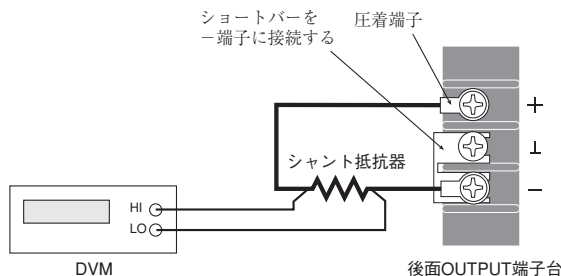 ショートバーを
－端子に接続する
圧着端子
+
⊥
−
シャント抵抗器
HI
LO
DVM
後面OUTPUT端子台